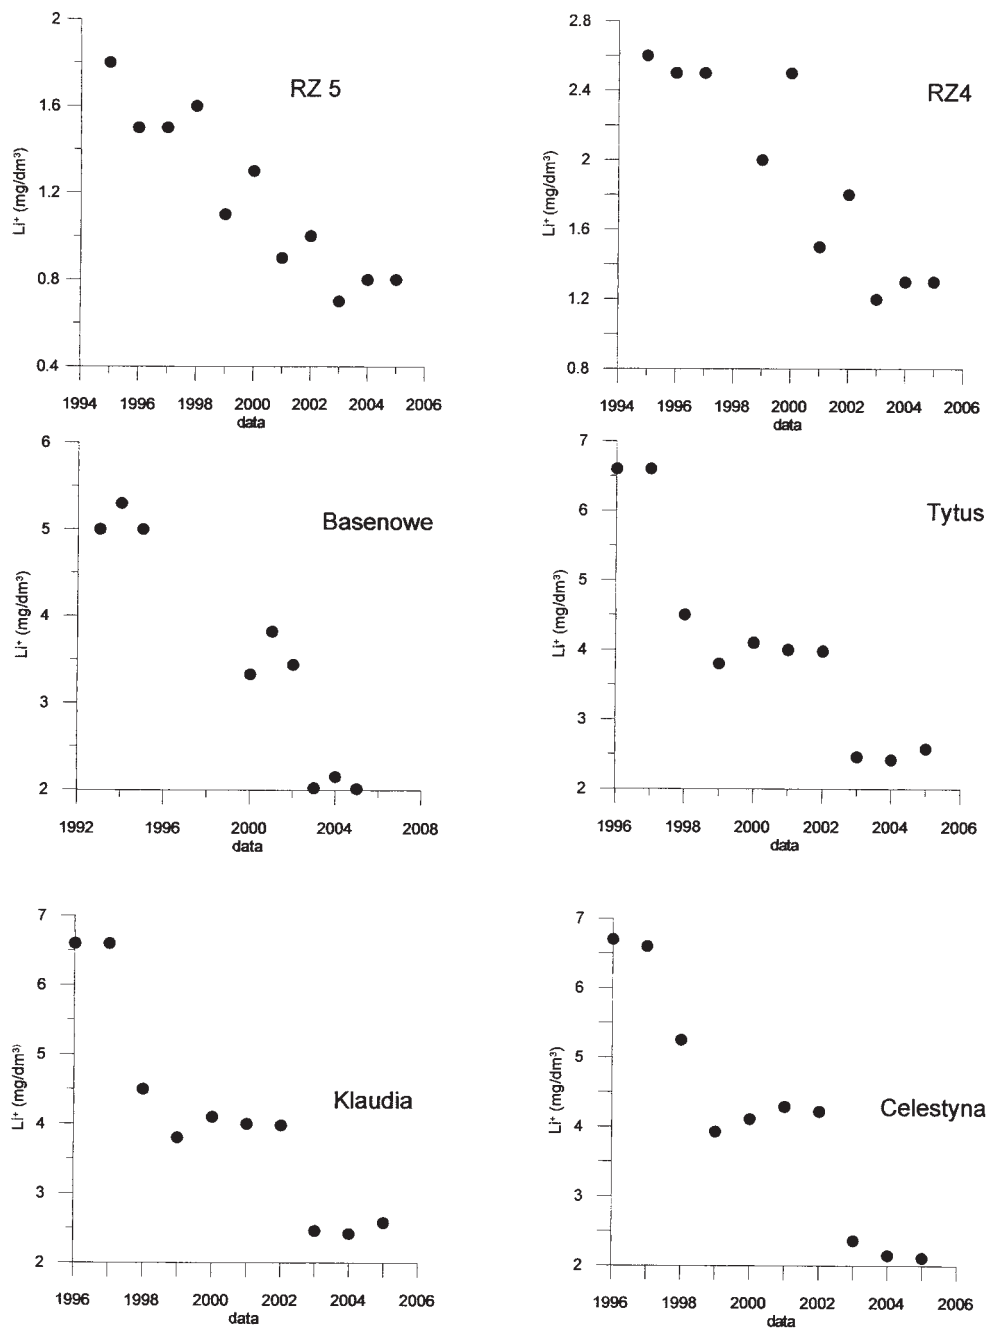 2
1.6
1.2
0.8
0.4
Li⁺ (mg/dm³)
RZ 5
1994 1996 1998 2000 2002 2004 2006
data
2.8
2.4
2
1.6
1.2
0.8
Li⁺ (mg/dm³)
RZ4
1994 1996 1998 2000 2002 2004 2006
data
6
5
4
3
2
Li⁺ (mg/dm³)
Basenowe
1992 1996 2000 2004 2008
data
7
6
5
4
3
2
Li⁺ (mg/dm³)
Tytus
1996 1998 2000 2002 2004 2006
data
7
6
5
4
3
2
Li⁺ (mg/dm³)
Klaudia
1996 1998 2000 2002 2004 2006
data
7
6
5
4
3
2
Li⁺ (mg/dm³)
Celestyna
1996 1998 2000 2002 2004 2006
data